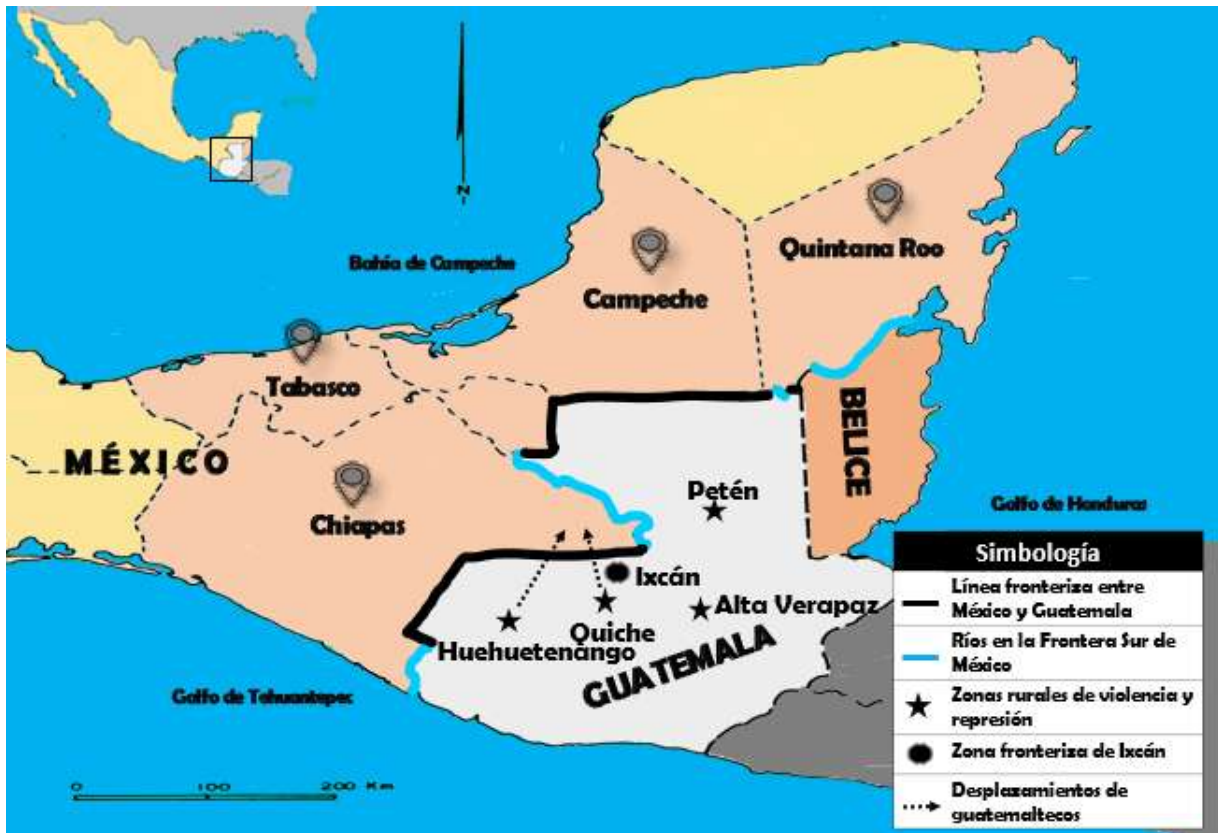 N
Bahía de Campeche
Quintana Roo
Campeche
Tabasco
MÉXICO
BELICE
Petén
Chiapas
Golfo de Honduras
Ixcán
Alta Verapaz
Quiche
Huehuetenango
GUATEMALA
Golfo de Tehuantepec
0 100 200 Km
Simbología
Línea fronteriza entre
México y Guatemala
Ríos en la Frontera Sur de
México
Zonas rurales de violencia y
represión
Zona fronteriza de Ixcán
Desplazamientos de
guatemaltecos